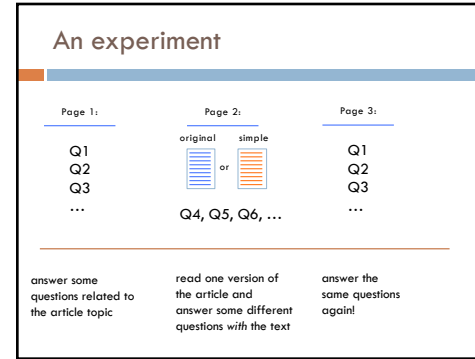 An experiment
Page 1:
Q1
Q2
Q3
...
answer some
questions related to
the article topic
Page 2:
original simple
or
Q4, Q5, Q6, ...
read one version of
the article and
answer some different
questions with the text
Page 3:
Q1
Q2
Q3
...
answer the
same questions
again!